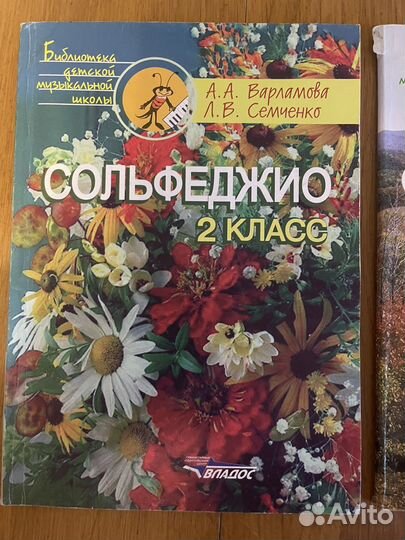 Библиотека
детской
музыкальной
школы
А. А. Варламова
Л. В. Семченко
СОЛЬФЕДЖИО
2 КЛАСС
ВЛАДОС
Avito